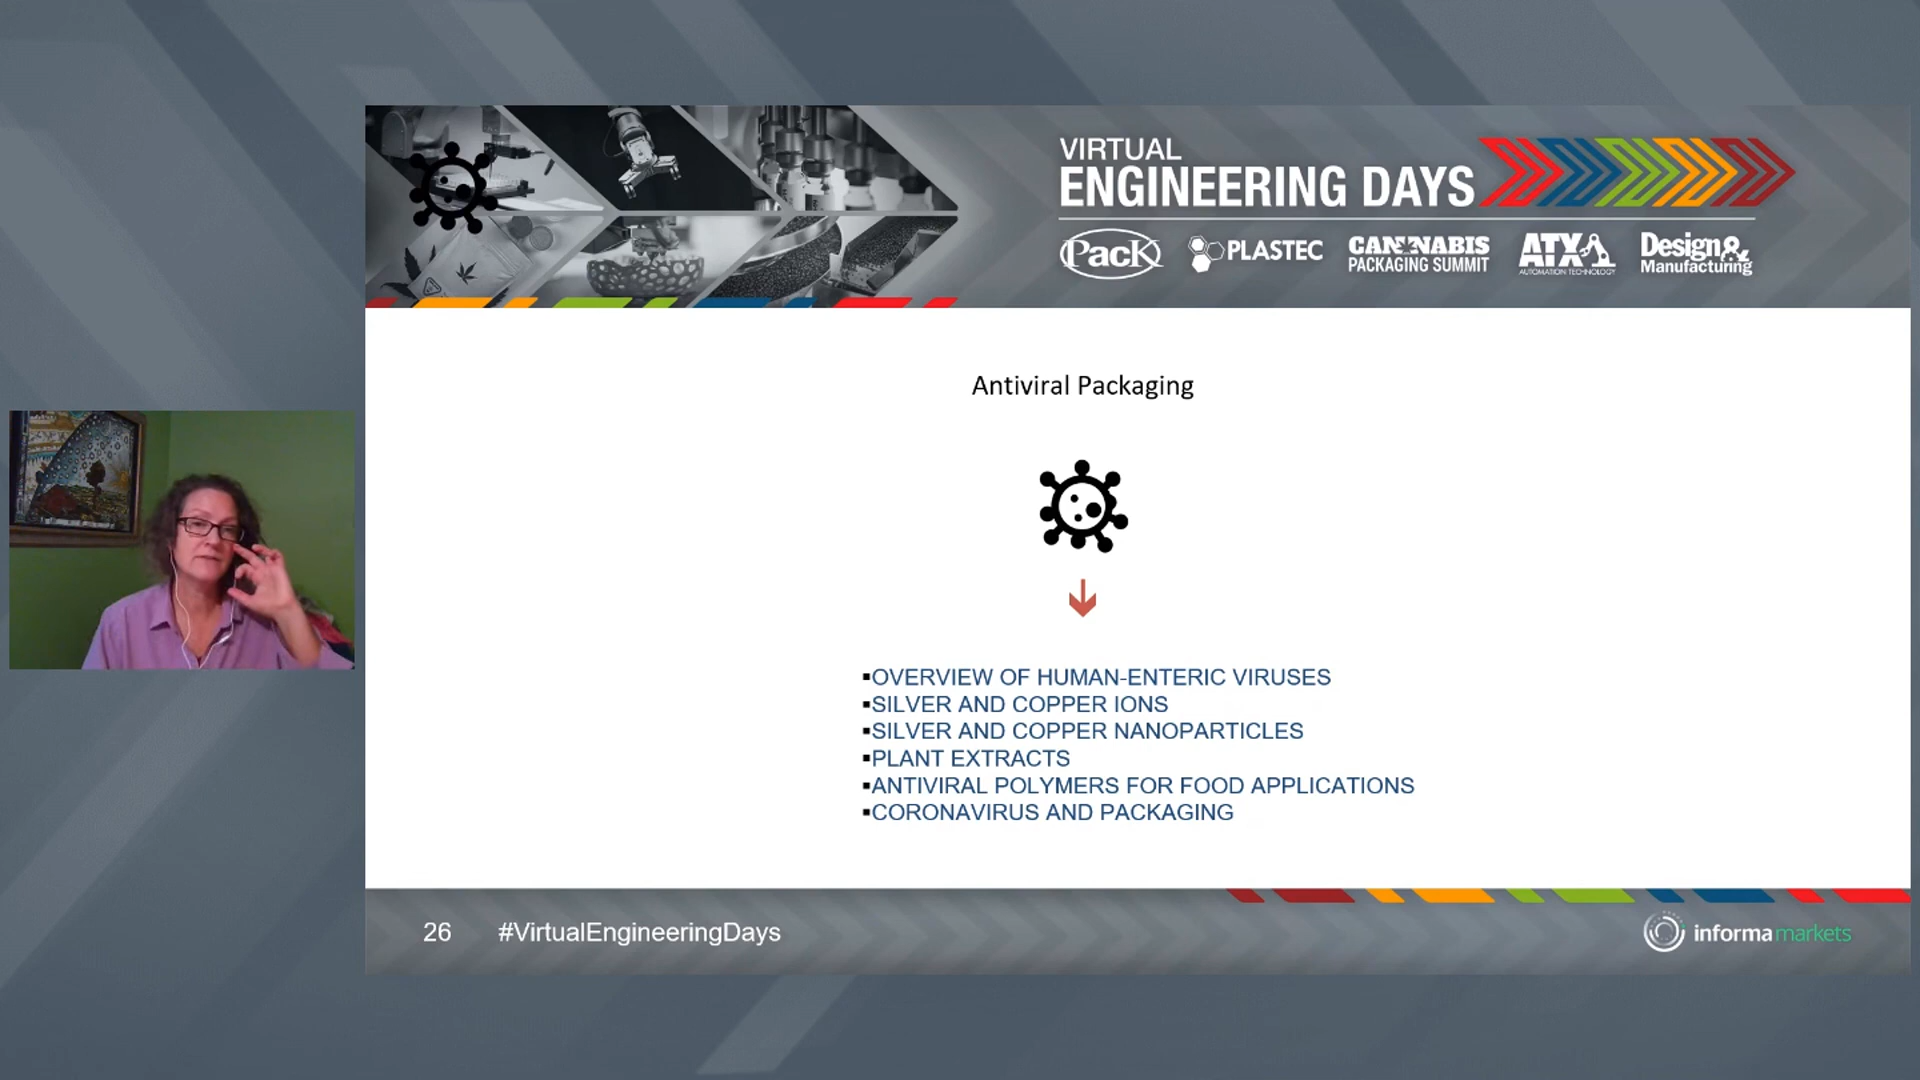 VIRTUAL
ENGINEERING DAYS
PacK
PLASTEC
CANNABIS
PACKAGING SUMMIT
ATX
AUTOMATION TECHNOLOGY
Design &
Manufacturing
Antiviral Packaging
▪OVERVIEW OF HUMAN-ENTERIC VIRUSES
▪SILVER AND COPPER IONS
▪SILVER AND COPPER NANOPARTICLES
▪PLANT EXTRACTS
▪ANTIVIRAL POLYMERS FOR FOOD APPLICATIONS
▪CORONAVIRUS AND PACKAGING
26 #VirtualEngineeringDays
informa markets